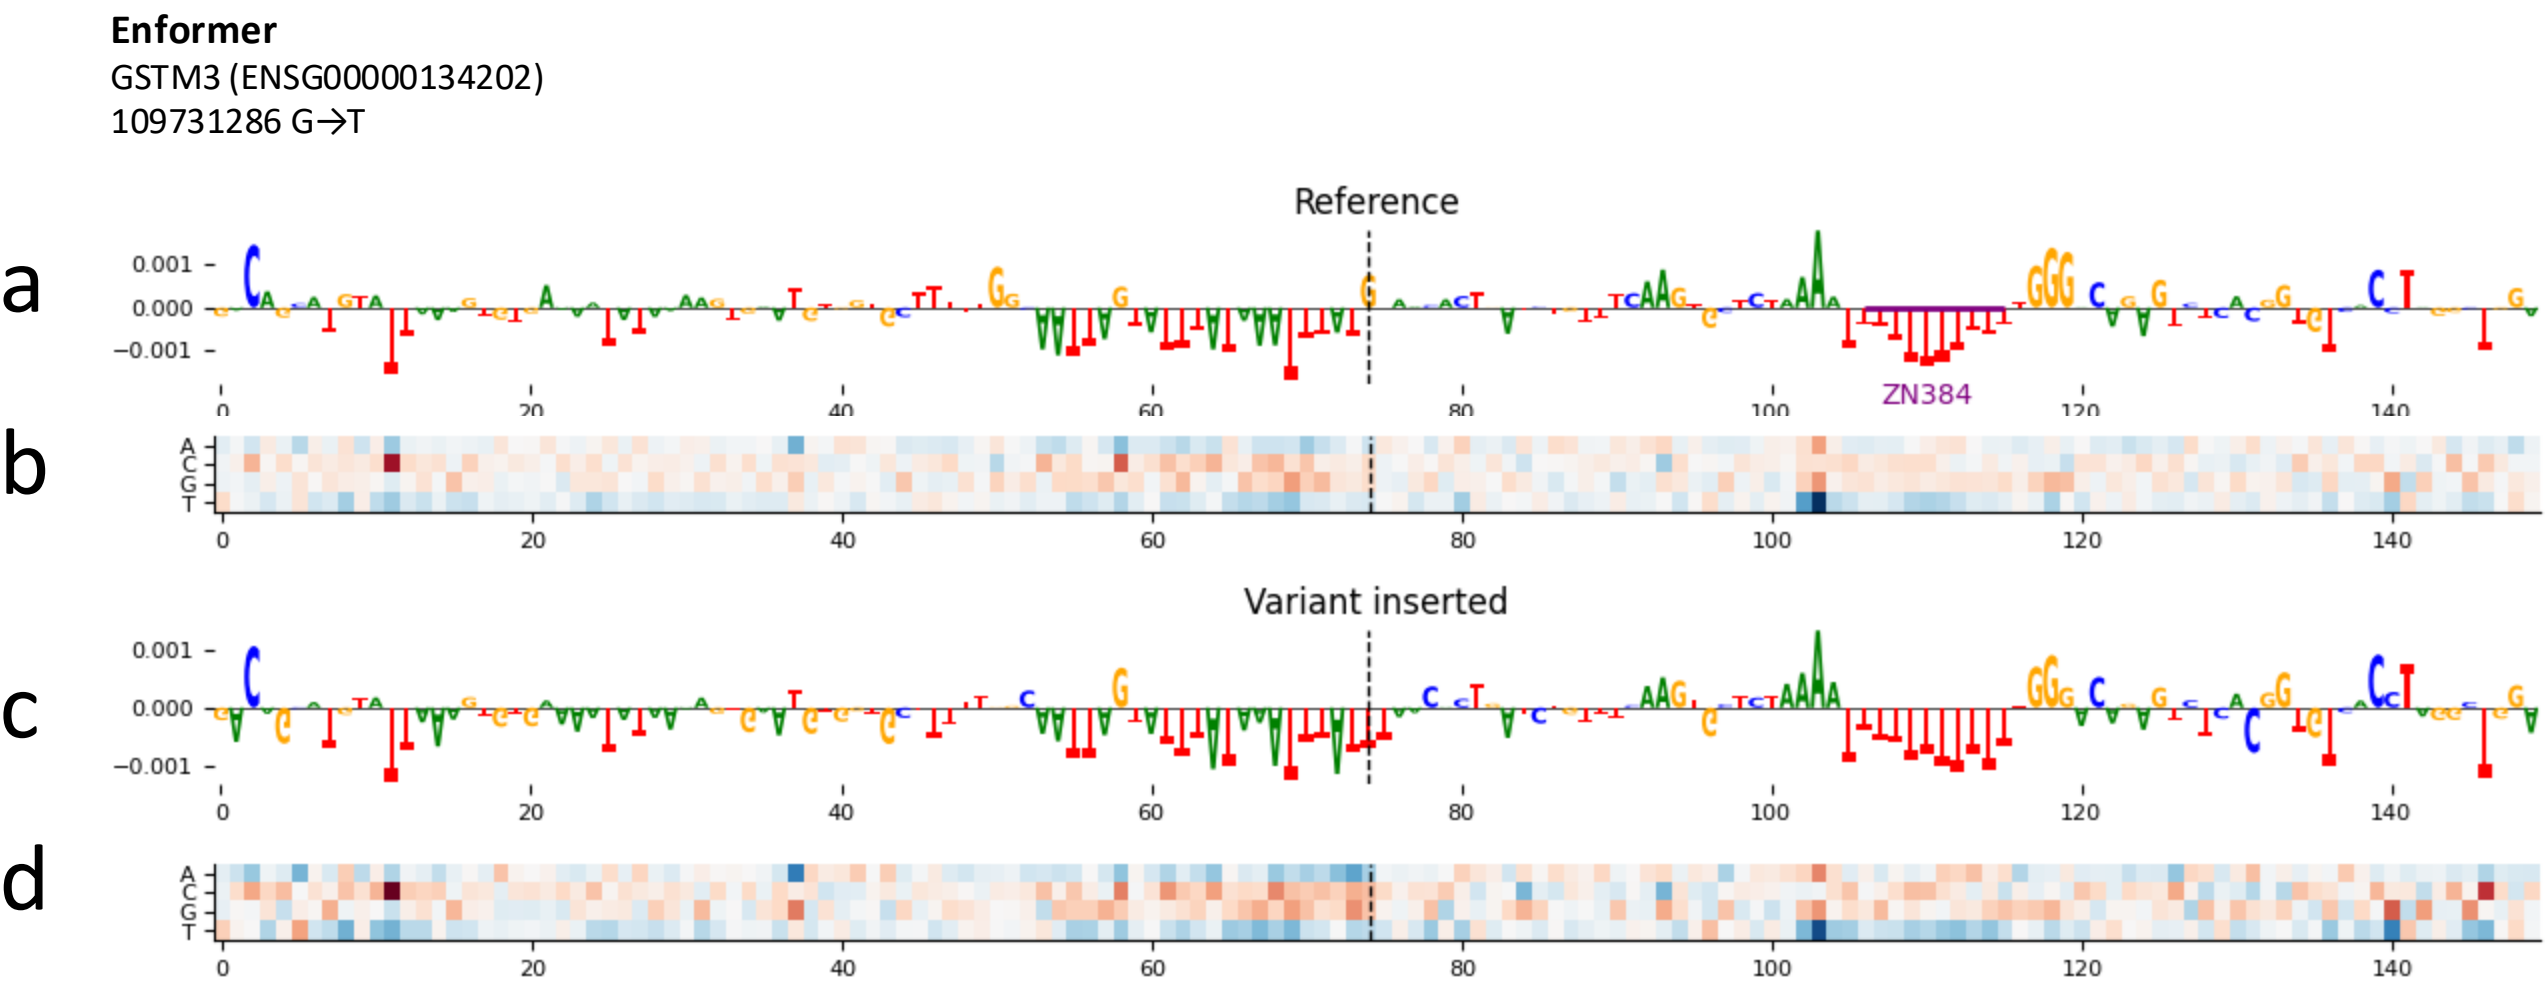 Enformer
GSTM3 (ENSG00000134202)
109731286 G→T
Reference
a
0.001
0.000
−0.001
0 20 40 60 80 100 120 140
ZN384
b
A
C
G
T
0 20 40 60 80 100 120 140
Variant inserted
c
0.001
0.000
−0.001
0 20 40 60 80 100 120 140
d
A
C
G
T
0 20 40 60 80 100 120 140